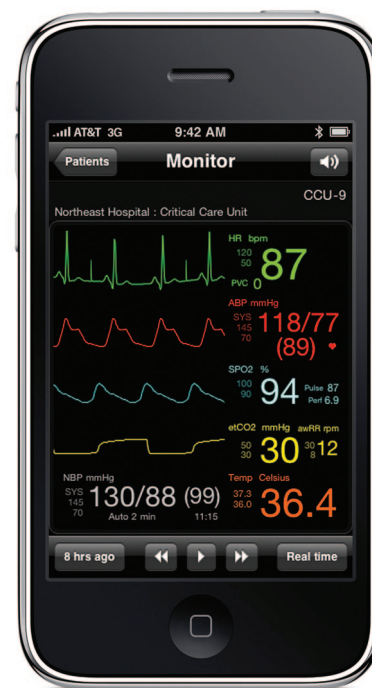 AT&T 3G 9:42 AM
Patients Monitor
CCU-9
Northeast Hospital : Critical Care Unit
HR bpm
120
50
87
PVC 0
ABP mmHg
SYS
145
70
118/77
(89)
SPO2 %
100
90
94
Pulse 87
Perf 6.9
etCO2 mmHg awRR rpm
50
30
30
30
8
12
NBP mmHg
SYS
145
70
130/88 (99)
Auto 2 min 11:15
Temp Celsius
37.3
36.0
36.4
8 hrs ago Real time